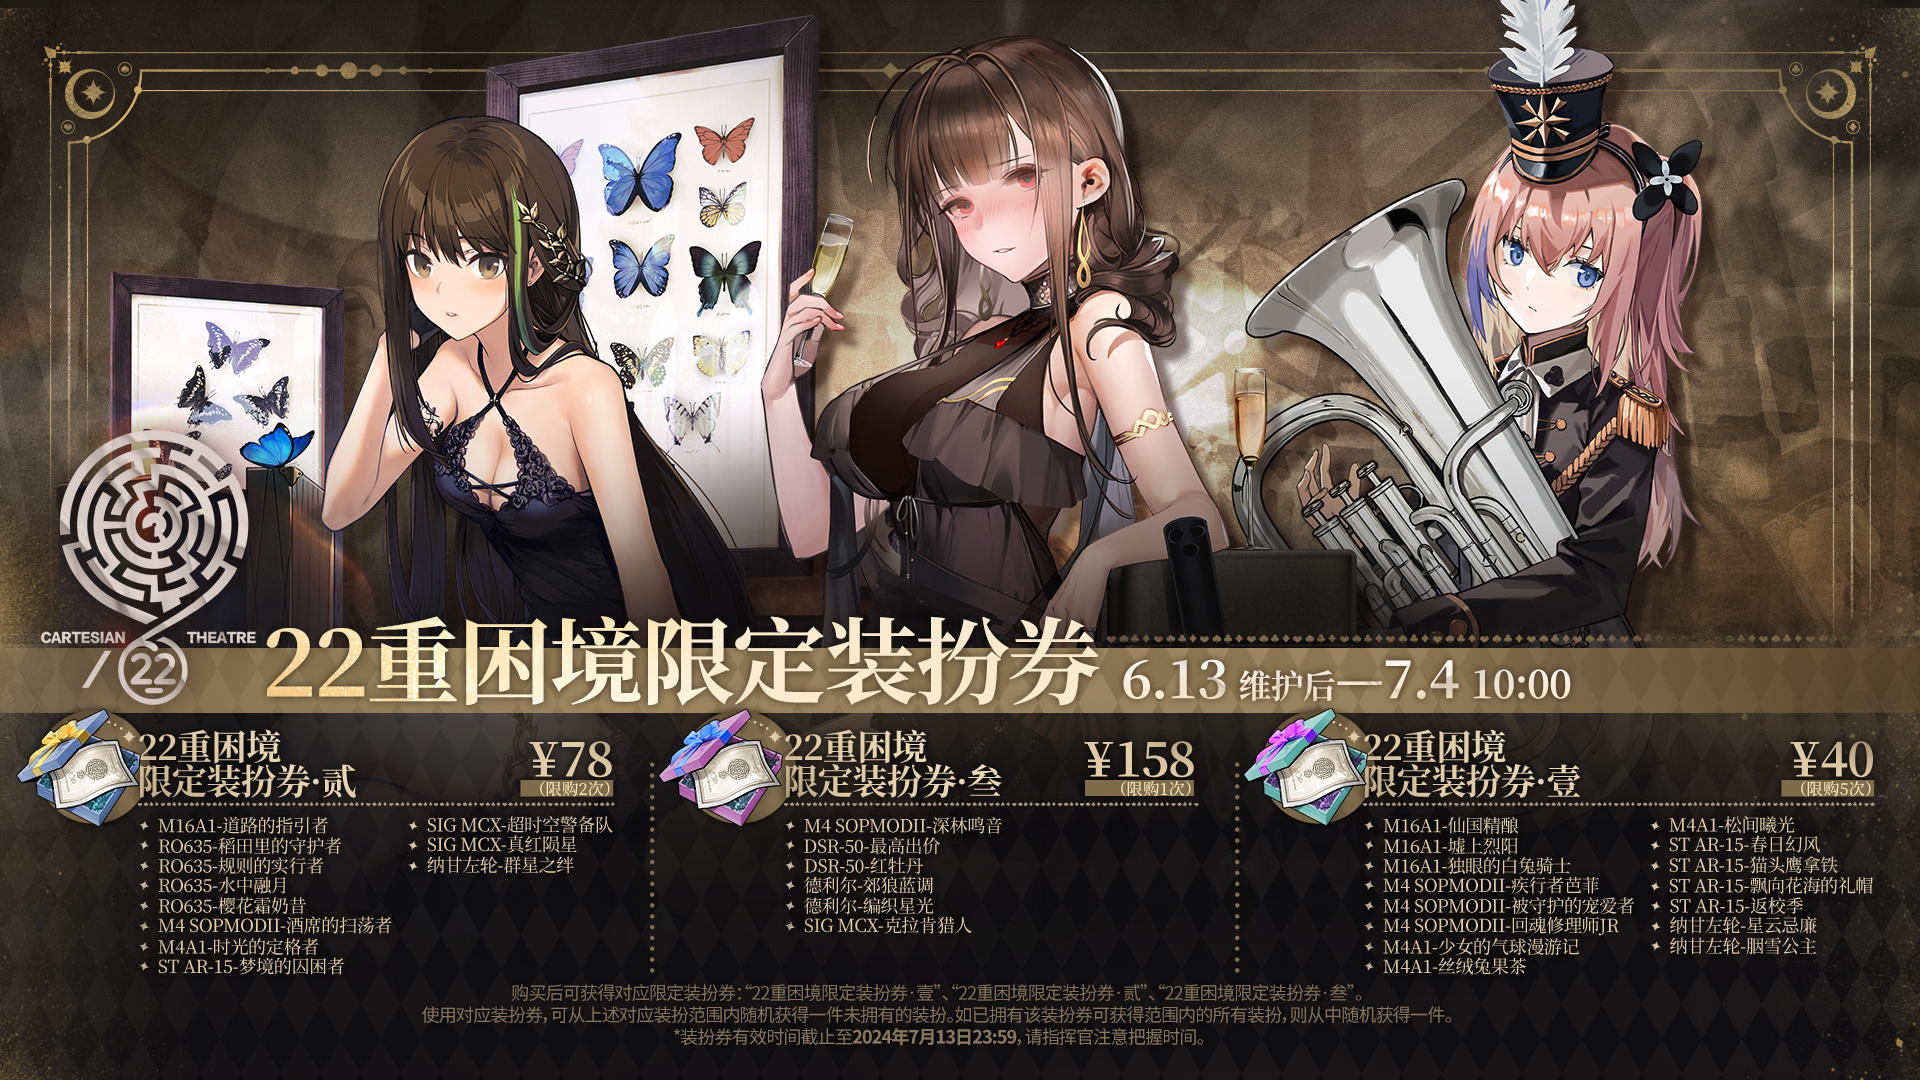 CARTESIAN THEATRE
/22
22重困境限定装扮券 6.13 维护后—7.4 10:00
22重困境
限定装扮券·贰
¥78
（限购2次）
M16A1-道路的指引者
RO635-稻田里的守护者
RO635-规则的实行者
RO635-水中融月
RO635-樱花霜奶昔
M4 SOPMODII-酒席的扫荡者
M4A1-时光的定格者
ST AR-15-梦境的囚困者
SIG MCX-超时空警备队
SIG MCX-真红陨星
纳甘左轮-群星之绊
22重困境
限定装扮券·叁
¥158
（限购1次）
M4 SOPMODII-深林鸣音
DSR-50-最高出价
DSR-50-红牡丹
德利尔-郊狼蓝调
德利尔-编织星光
SIG MCX-克拉肯猎人
22重困境
限定装扮券·壹
¥40
（限购5次）
M16A1-仙国精酿
M16A1-墟上烈阳
M16A1-独眼的白兔骑士
M4 SOPMODII-疾行者芭菲
M4 SOPMODII-被守护的宠爱者
M4 SOPMODII-回魂修理师JR
M4A1-少女的气球漫游记
M4A1-丝绒兔果茶
M4A1-松间曦光
ST AR-15-春日幻风
ST AR-15-猫头鹰拿铁
ST AR-15-飘向花海的礼帽
ST AR-15-返校季
纳甘左轮-星云忌廉
纳甘左轮-胭雪公主
购买后可获得对应限定装扮券：“22重困境限定装扮券·壹”、“22重困境限定装扮券·贰”、“22重困境限定装扮券·叁”。
使用对应装扮券，可从上述对应装扮范围内随机获得一件未拥有的装扮。如已拥有该装扮券可获得范围内的所有装扮，则从中随机获得一件。
*装扮券有效时间截止至2024年7月13日23:59，请指挥官注意把握时间。